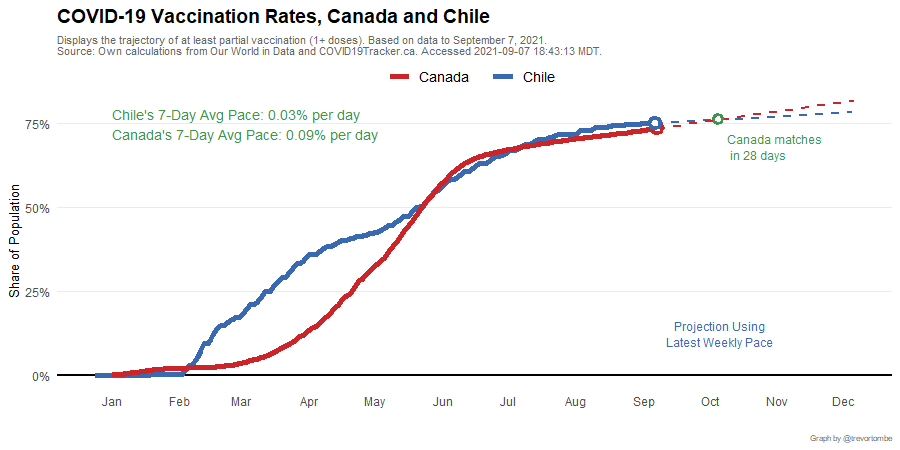 COVID-19 Vaccination Rates, Canada and Chile
Displays the trajectory of at least partial vaccination (1+ doses). Based on data to September 7, 2021.
Source: Own calculations from Our World in Data and COVID19Tracker.ca. Accessed 2021-09-07 18:43:13 MDT.
Canada Chile
Chile's 7-Day Avg Pace: 0.03% per day
Canada's 7-Day Avg Pace: 0.09% per day
Canada matches
in 28 days
Share of Population
75%
50%
25%
0%
Projection Using
Latest Weekly Pace
Jan Feb Mar Apr May Jun Jul Aug Sep Oct Nov Dec
Graph by @trevortombe